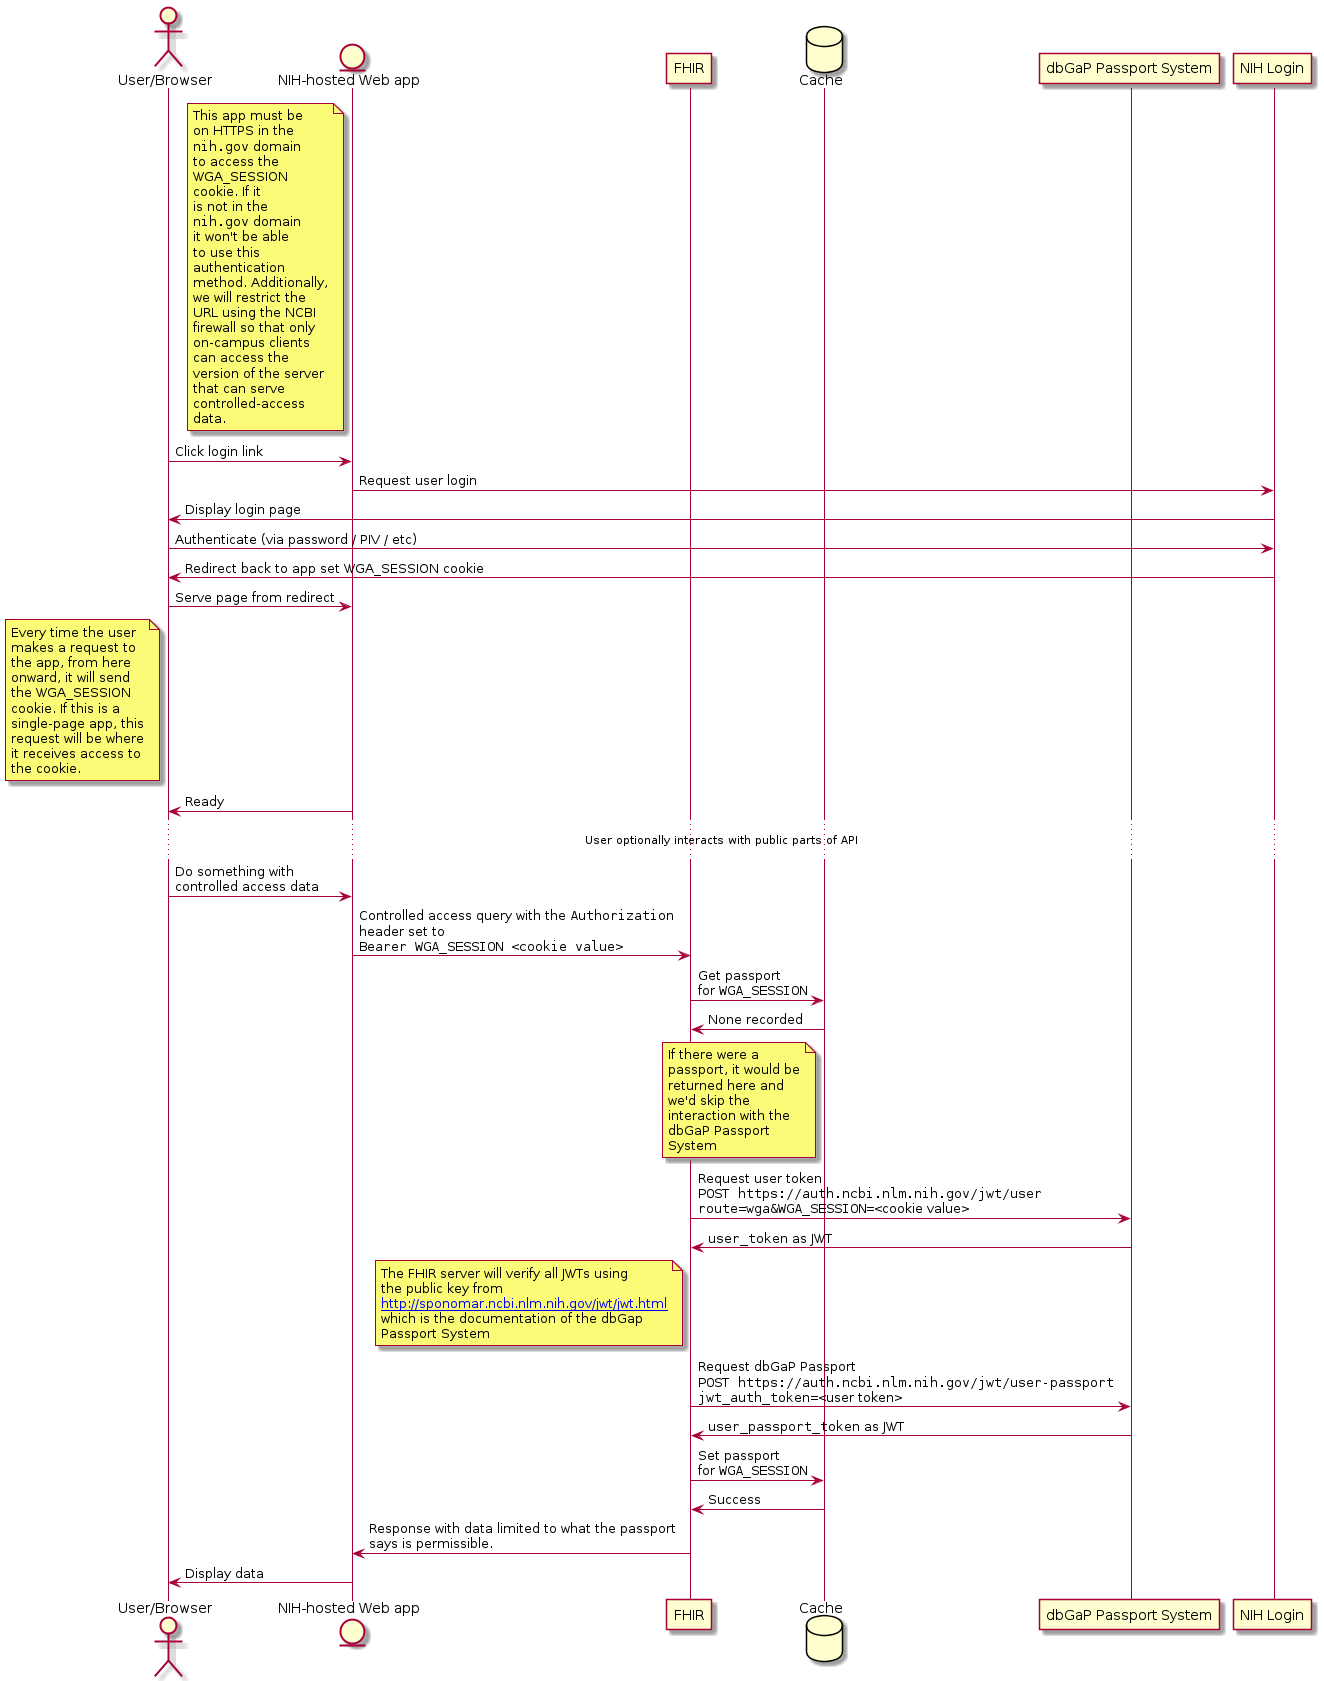 User/Browser
NIH-hosted Web app
FHIR
Cache
dbGaP Passport System
NIH Login
This app must be
on HTTPS in the
nih.gov domain
to access the
WGA_SESSION
cookie. If it
is not in the
nih.gov domain
it won't be able
to use this
authentication
method. Additionally,
we will restrict the
URL using the NCBI
firewall so that only
on-campus clients
can access the
version of the server
that can serve
controlled-access
data.
Click login link
Request user login
Display login page
Authenticate (via password / PIV / etc)
Redirect back to app set WGA_SESSION cookie
Serve page from redirect
Every time the user
makes a request to
the app, from here
onward, it will send
the WGA_SESSION
cookie. If this is a
single-page app, this
request will be where
it receives access to
the cookie.
Ready
User optionally interacts with public parts of API
Do something with
controlled access data
Controlled access query with the Authorization
header set to
Bearer WGA_SESSION <cookie value>
Get passport
for WGA_SESSION
None recorded
If there were a
passport, it would be
returned here and
we'd skip the
interaction with the
dbGaP Passport
System
Request user token
POST https://auth.ncbi.nlm.nih.gov/jwt/user
route=wga&WGA_SESSION=<cookie value>
user_token as JWT
The FHIR server will verify all JWTs using
the public key from
http://sponomar.ncbi.nlm.nih.gov/jwt/jwt.html
which is the documentation of the dbGap
Passport System
Request dbGaP Passport
POST https://auth.ncbi.nlm.nih.gov/jwt/user-passport
jwt_auth_token=<user token>
user_passport_token as JWT
Set passport
for WGA_SESSION
Success
Response with data limited to what the passport
says is permissible.
Display data
User/Browser
NIH-hosted Web app
FHIR
Cache
dbGaP Passport System
NIH Login